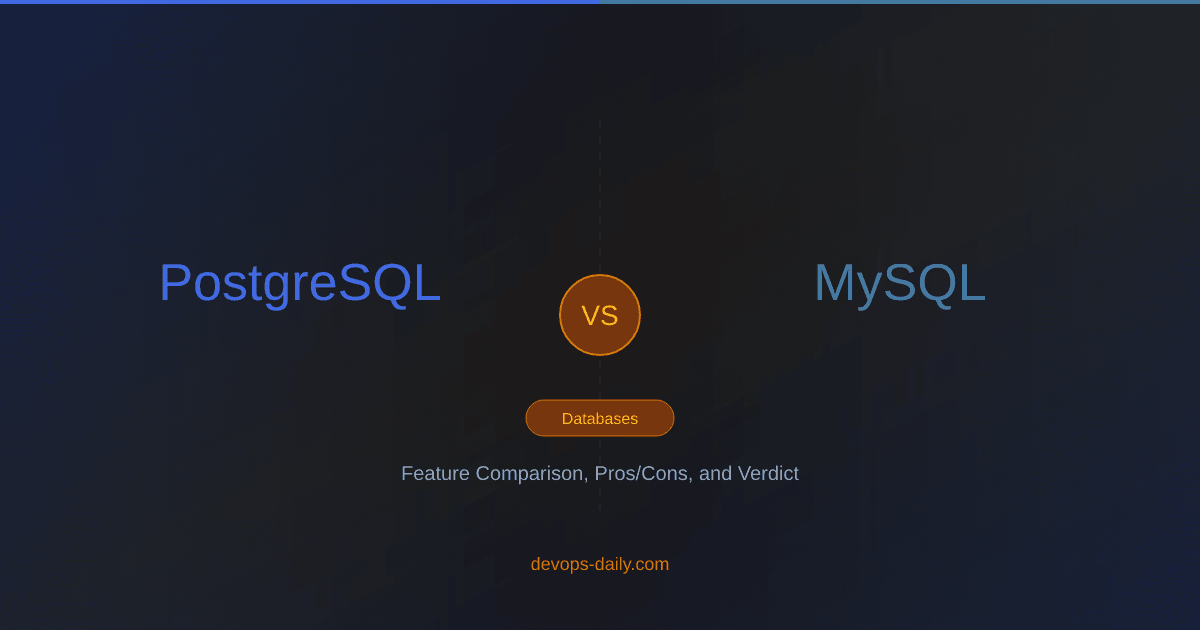 PostgreSQL
MySQL
VS
Databases
Feature Comparison, Pros/Cons, and Verdict
devops-daily.com